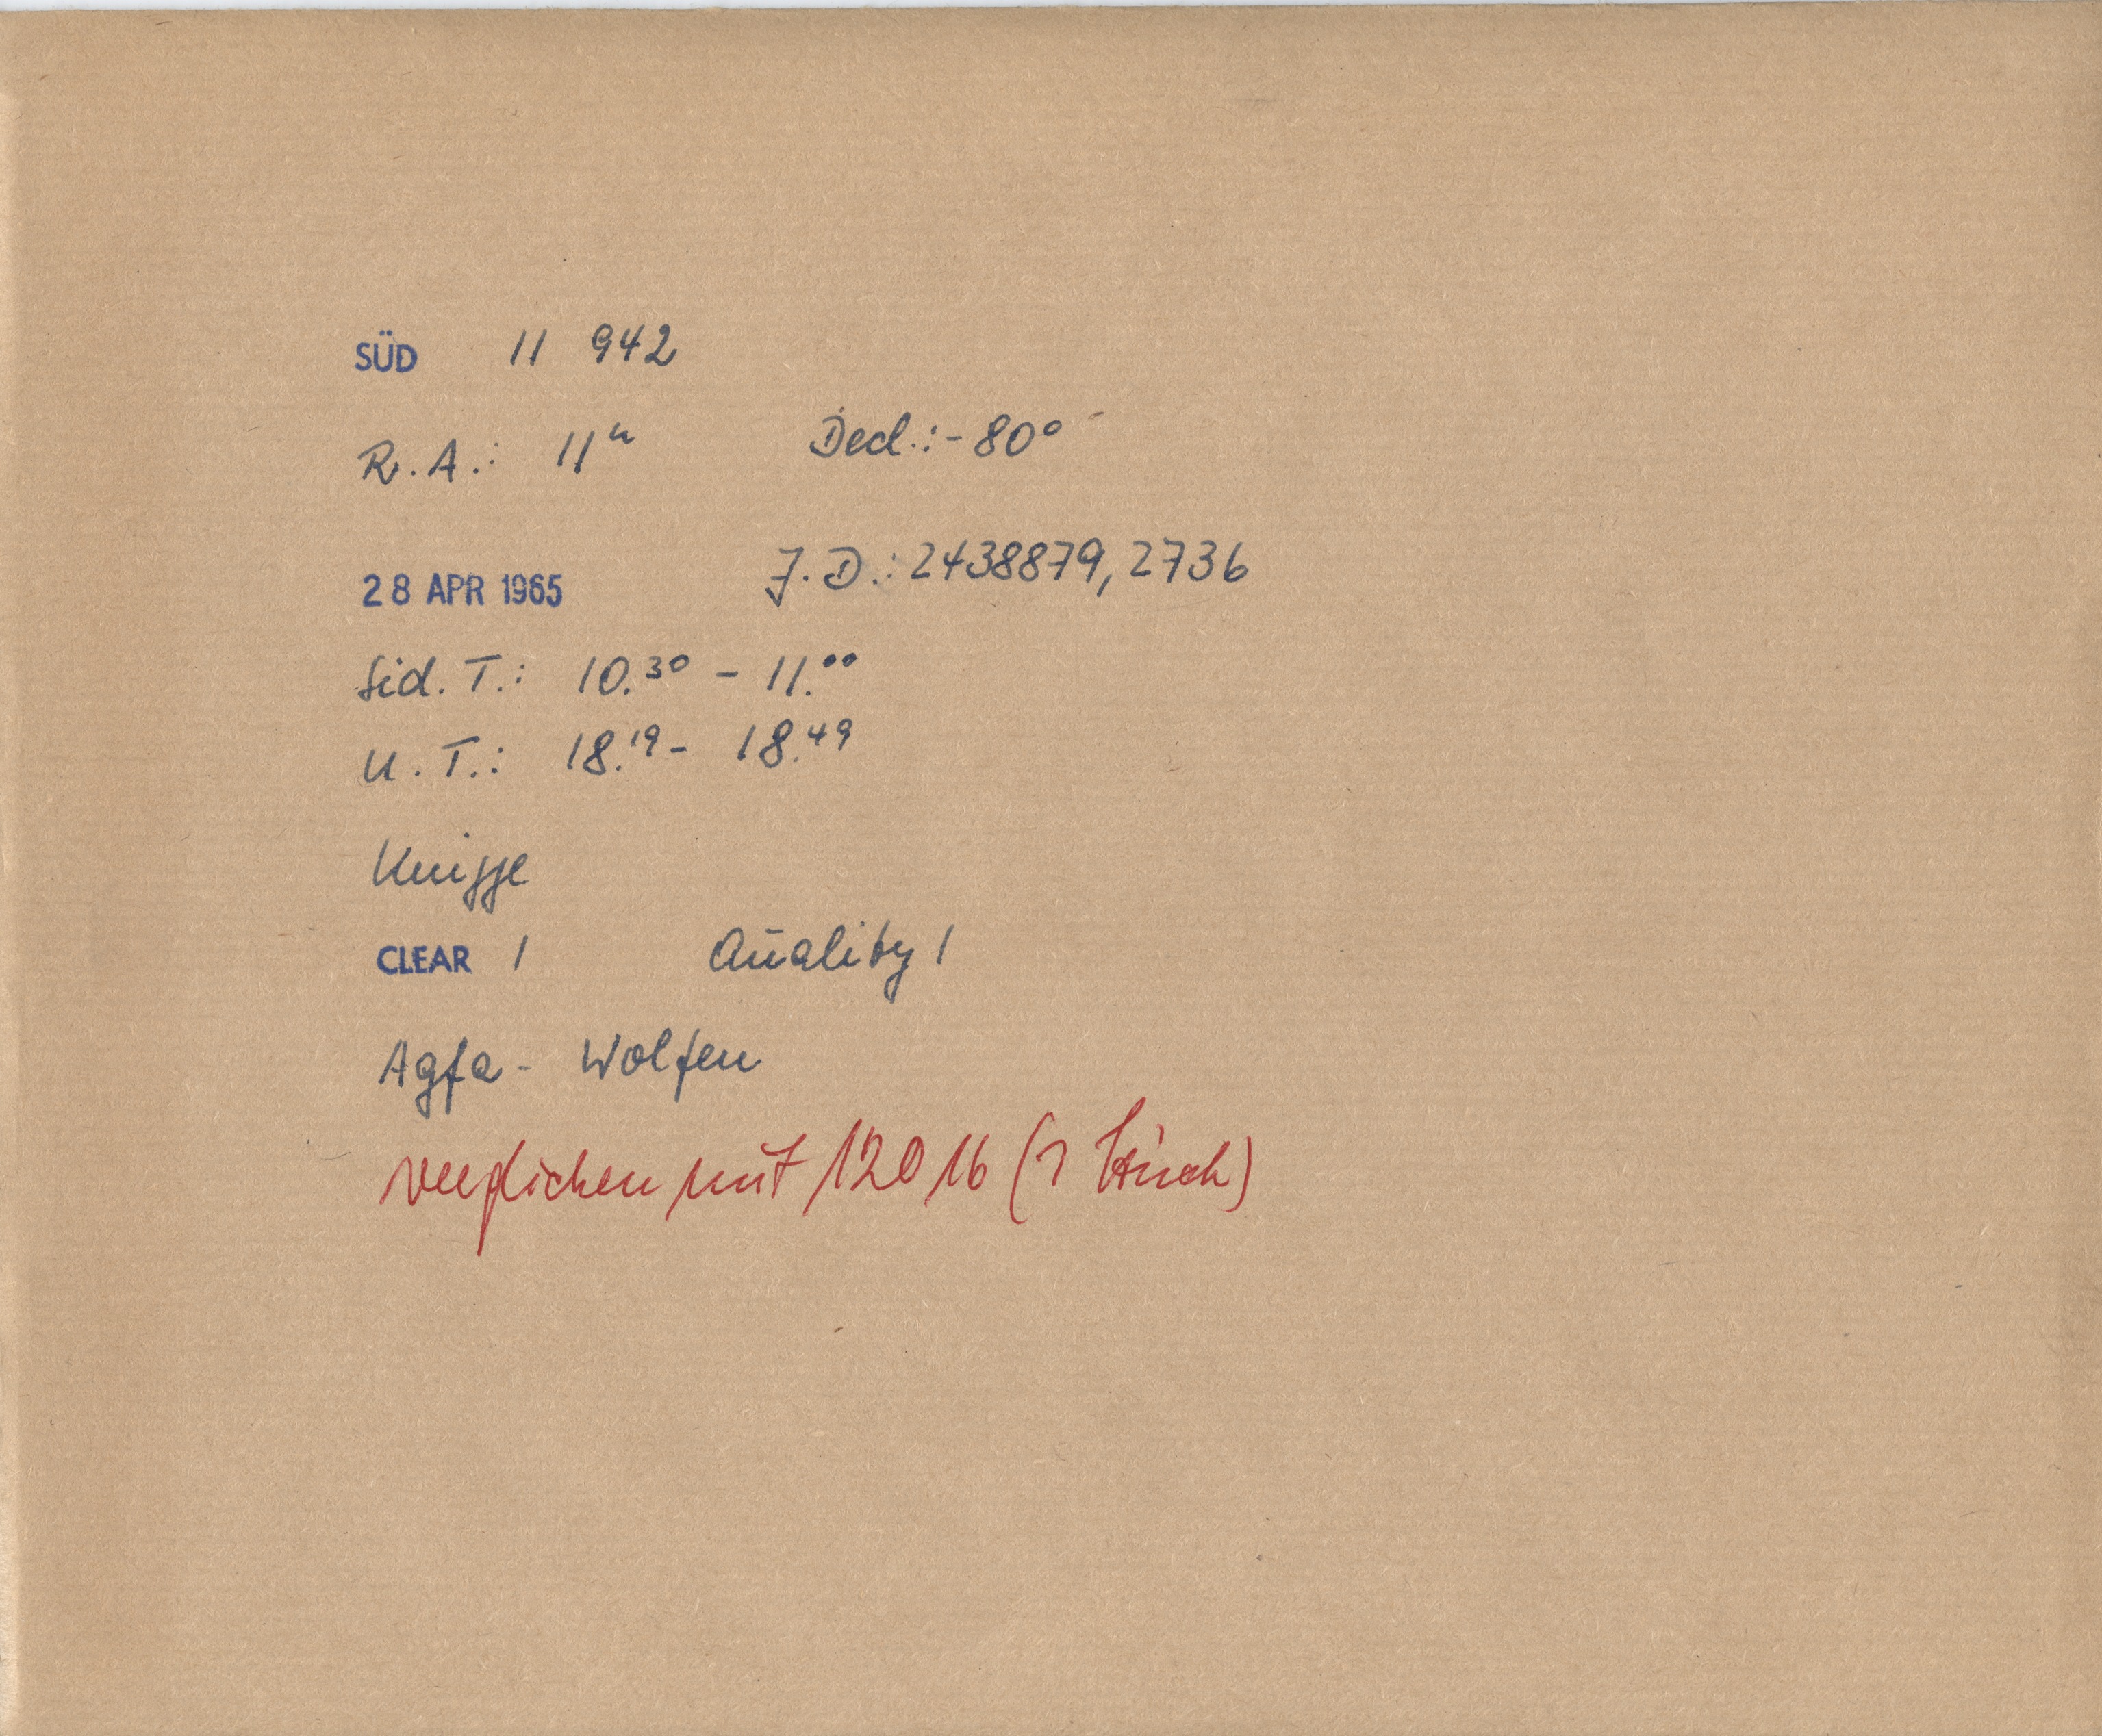 SÜD 11 942
R.A.: 11ʰ Decl.: -80°
28 APR 1965 J.D.: 2438879,2736
Sid. T.: 10.³⁰ - 11.⁰⁰
U.T.: 18.¹⁹ - 18.⁴⁹
Knigge
CLEAR 1 Quality 1
Agfa - Wolfen
verglichen mit 12016 (